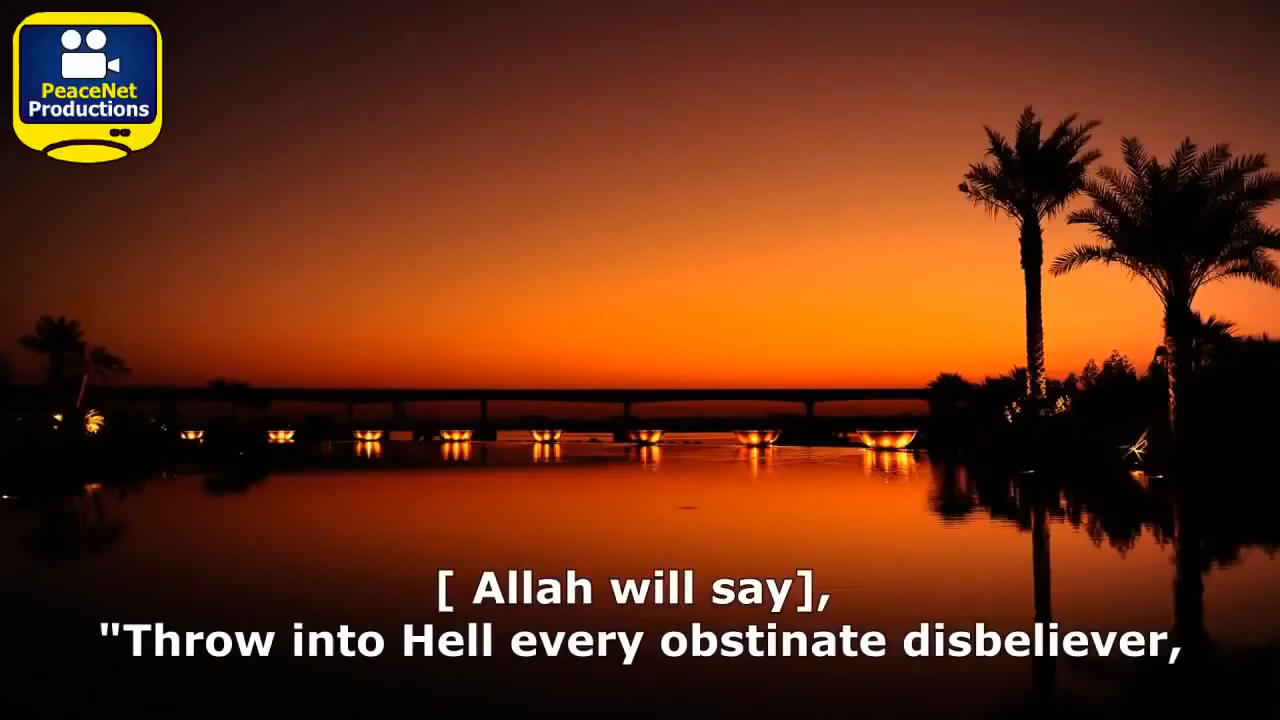 PeaceNet
Productions
[ Allah will say],
"Throw into Hell every obstinate disbeliever,